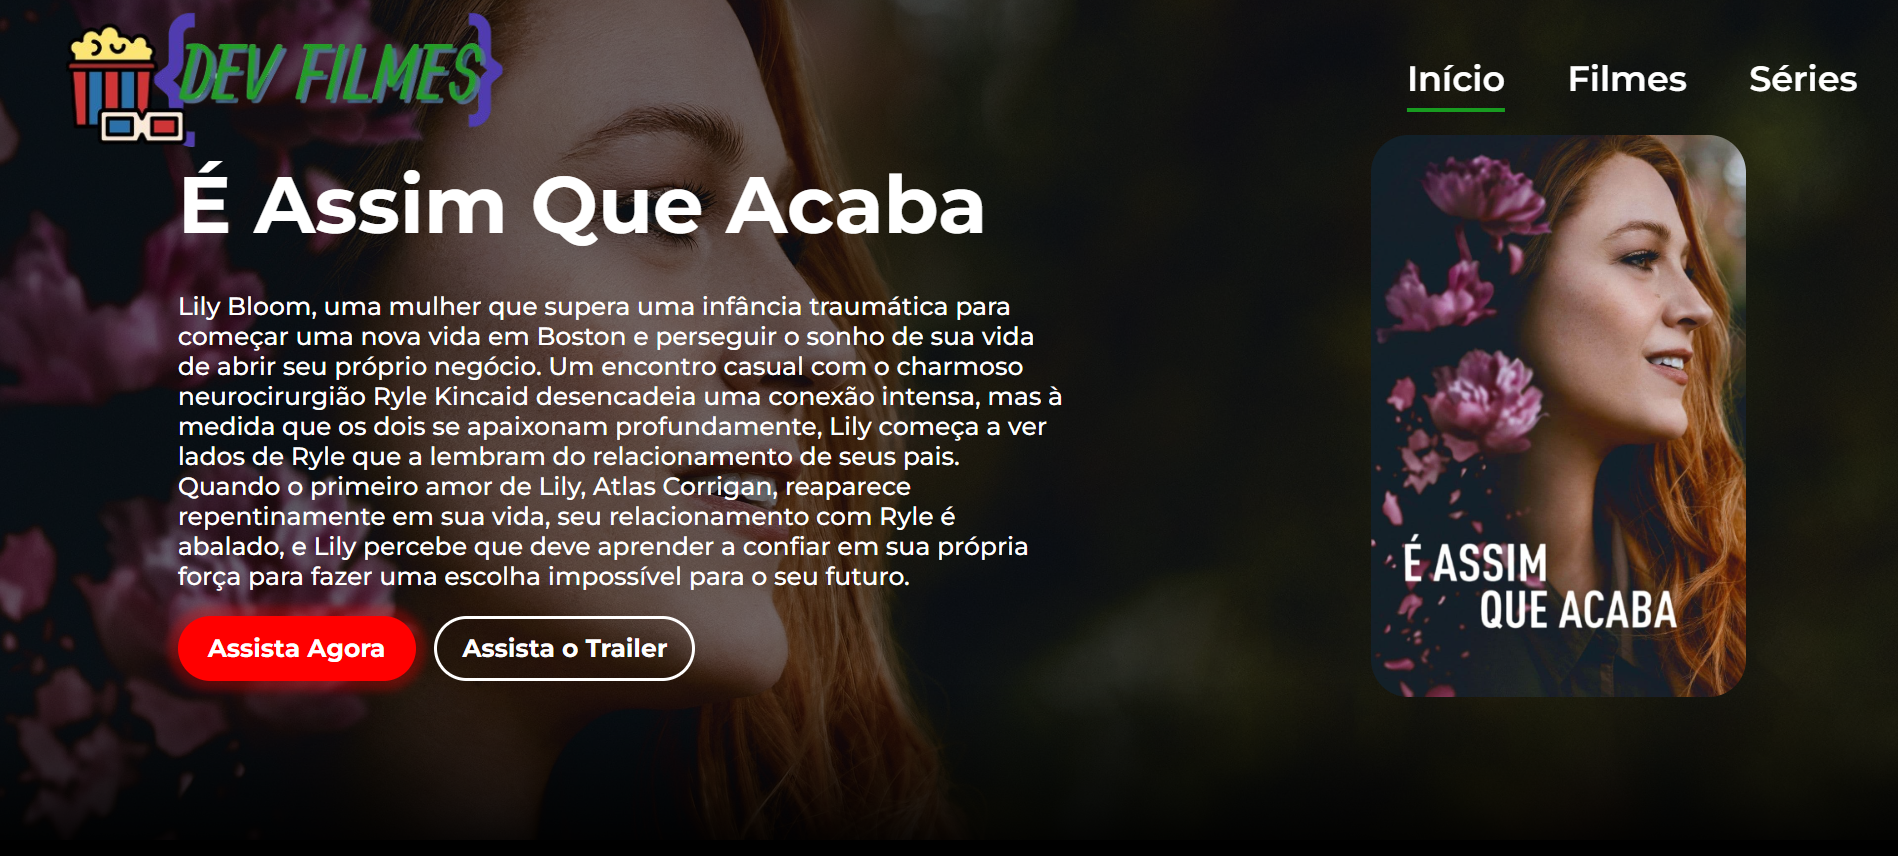 {DEV FILMES}
Início Filmes Séries
É Assim Que Acaba
Lily Bloom, uma mulher que supera uma infância traumática para
começar uma nova vida em Boston e perseguir o sonho de sua vida
de abrir seu próprio negócio. Um encontro casual com o charmoso
neurocirurgião Ryle Kincaid desencadeia uma conexão intensa, mas à
medida que os dois se apaixonam profundamente, Lily começa a ver
lados de Ryle que a lembram do relacionamento de seus pais.
Quando o primeiro amor de Lily, Atlas Corrigan, reaparece
repentinamente em sua vida, seu relacionamento com Ryle é
abalado, e Lily percebe que deve aprender a confiar em sua própria
força para fazer uma escolha impossível para o seu futuro.
Assista Agora
Assista o Trailer
É ASSIM
QUE ACABA